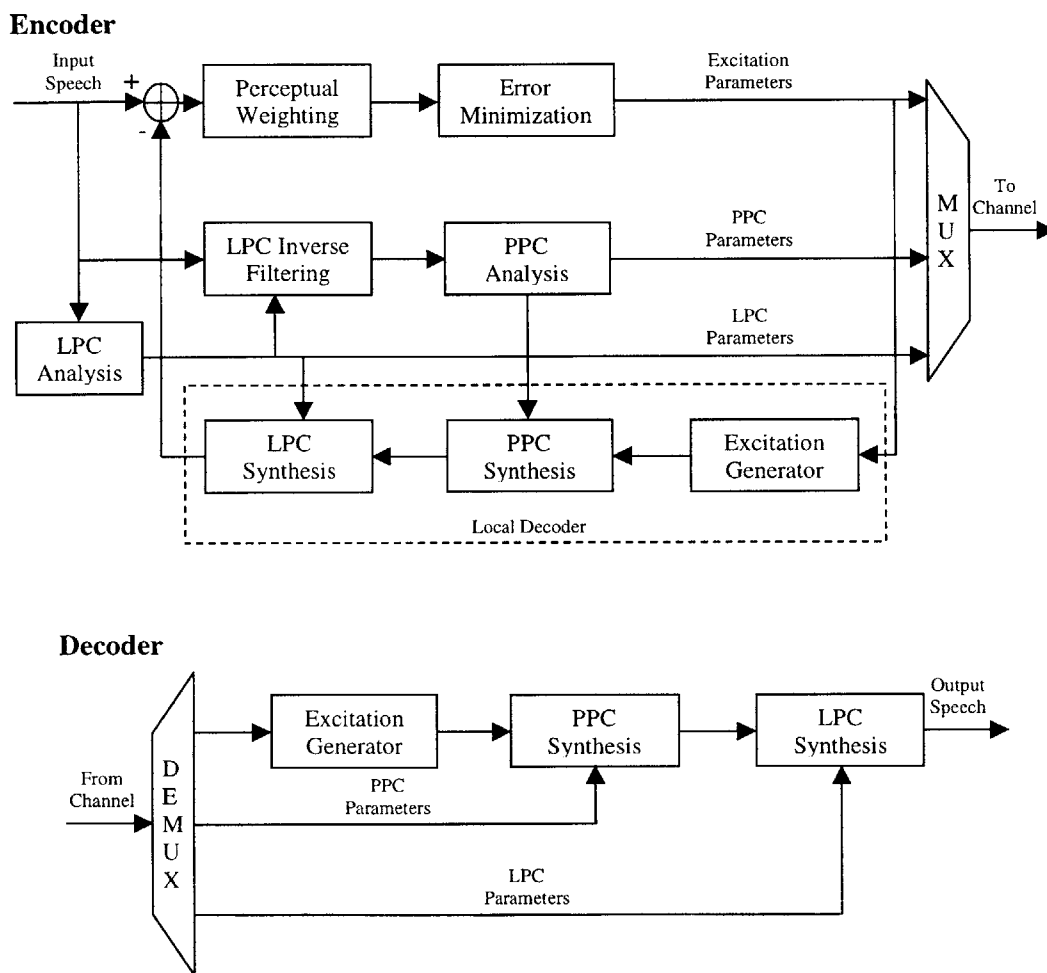 Encoder
Input
Speech
+
-
Perceptual
Weighting
Error
Minimization
Excitation
Parameters
LPC Inverse
Filtering
PPC
Analysis
PPC
Parameters
M
U
X
To
Channel
LPC
Analysis
LPC
Parameters
LPC
Synthesis
PPC
Synthesis
Excitation
Generator
Local Decoder
Decoder
From
Channel
D
E
M
U
X
Excitation
Generator
PPC
Synthesis
LPC
Synthesis
Output
Speech
PPC
Parameters
LPC
Parameters